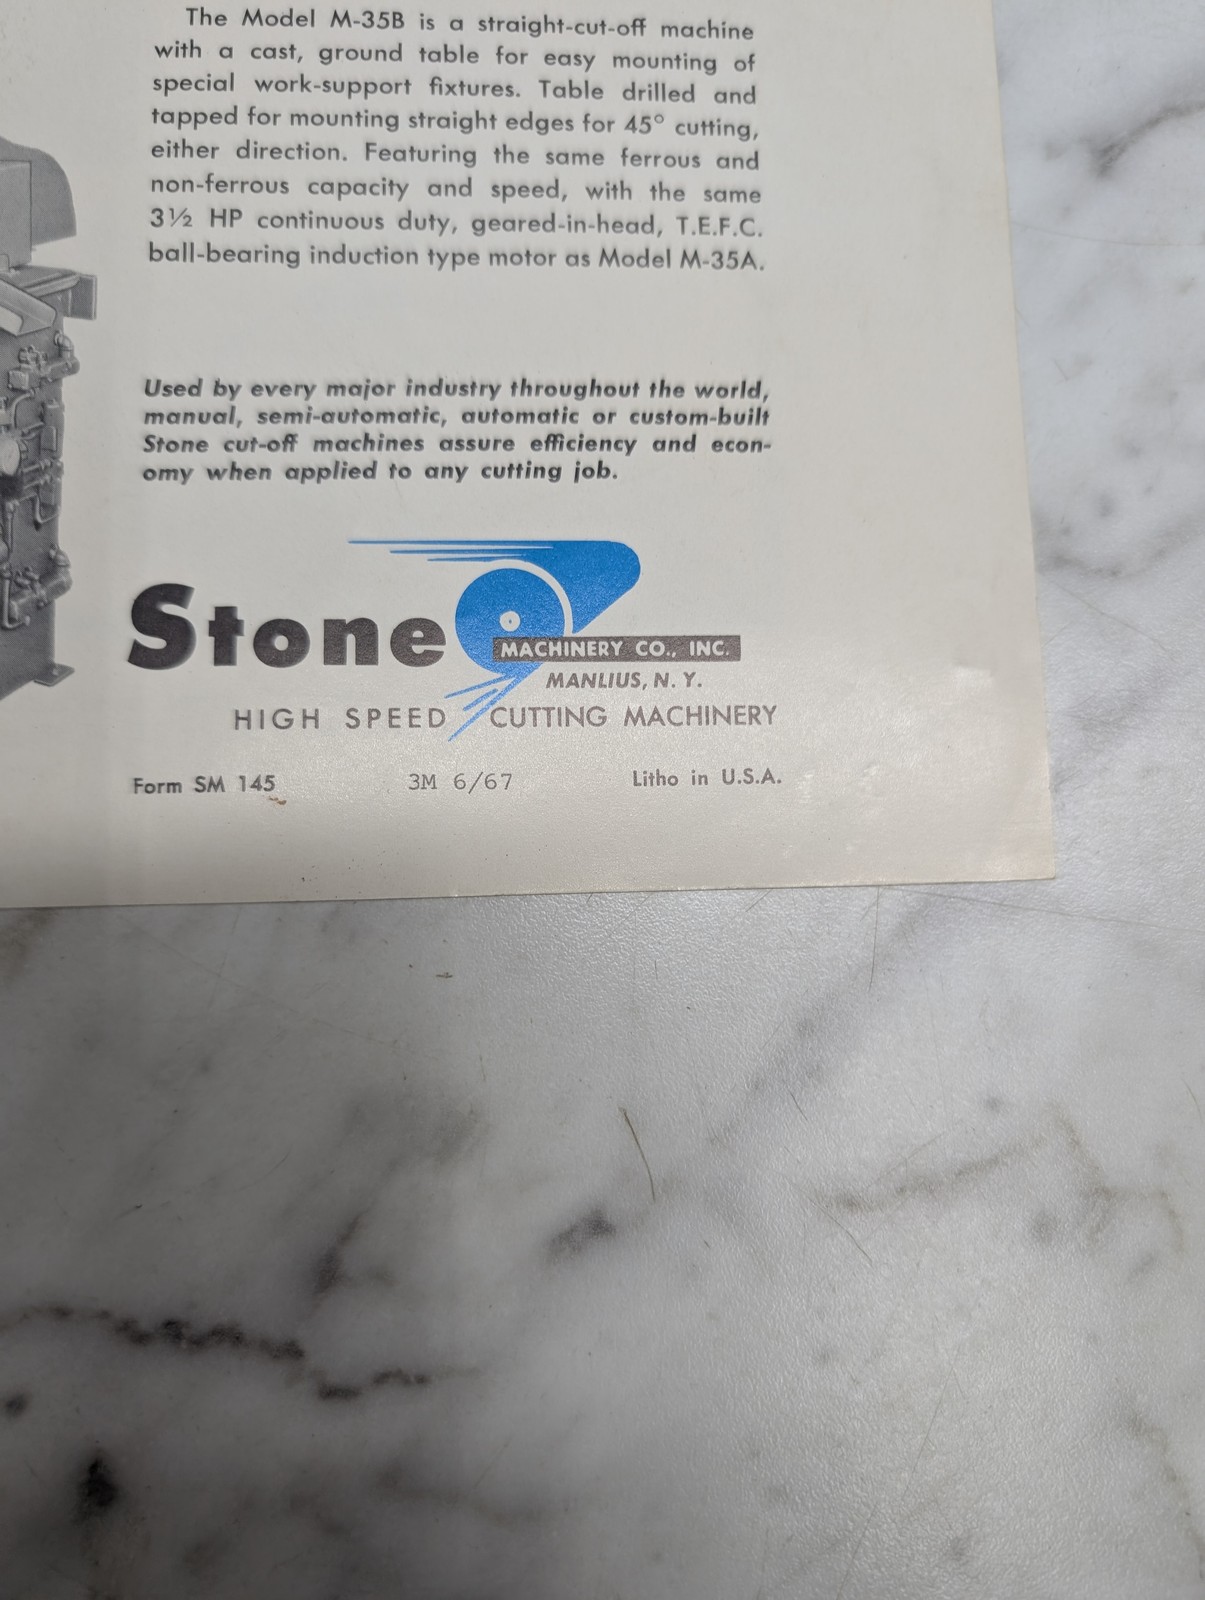 The Model M-35B is a straight-cut-off machine
with a cast, ground table for easy mounting of
special work-support fixtures. Table drilled and
tapped for mounting straight edges for 45° cutting,
either direction. Featuring the same ferrous and
non-ferrous capacity and speed, with the same
3½ HP continuous duty, geared-in-head, T.E.F.C.
ball-bearing induction type motor as Model M-35A.
Used by every major industry throughout the world,
manual, semi-automatic, automatic or custom-built
Stone cut-off machines assure efficiency and econ-
omy when applied to any cutting job.
Stone
MACHINERY CO., INC.
MANLIUS, N. Y.
HIGH SPEED CUTTING MACHINERY
Form SM 145 3M 6/67 Litho in U.S.A.